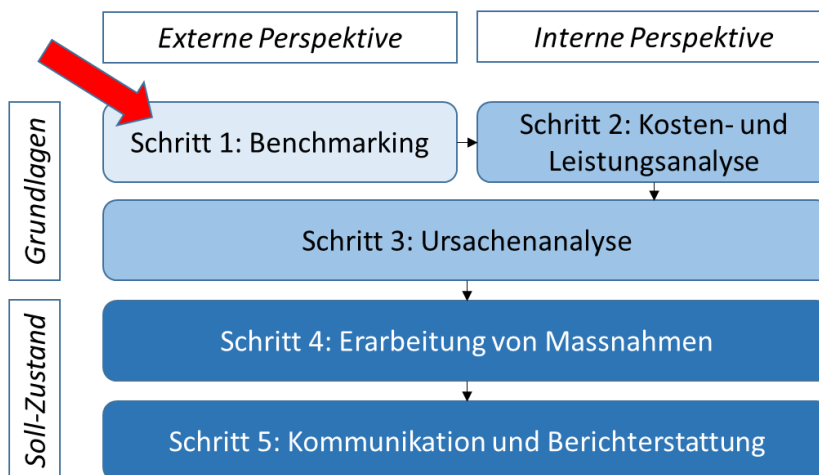 Externe Perspektive
Interne Perspektive
Grundlagen
Schritt 1: Benchmarking
Schritt 2: Kosten- und
Leistungsanalyse
Schritt 3: Ursachenanalyse
Soll-Zustand
Schritt 4: Erarbeitung von Massnahmen
Schritt 5: Kommunikation und Berichterstattung